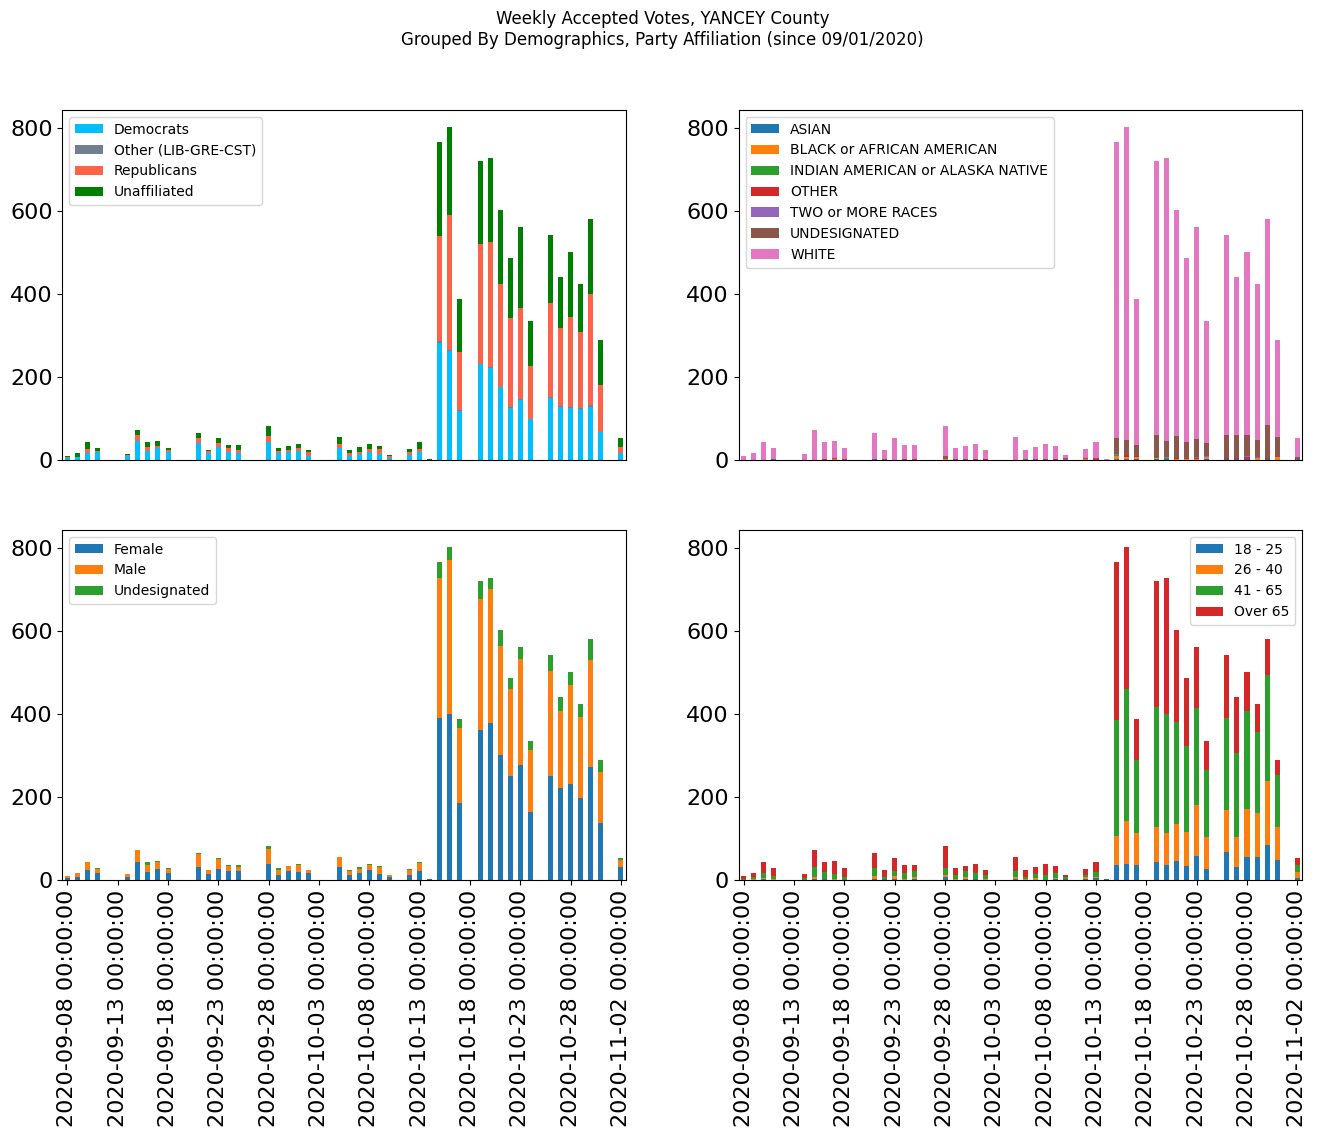 Weekly Accepted Votes, YANCEY County
Grouped By Demographics, Party Affiliation (since 09/01/2020)
800
600
400
200
0
Democrats
Other (LIB-GRE-CST)
Republicans
Unaffiliated
800
600
400
200
0
ASIAN
BLACK or AFRICAN AMERICAN
INDIAN AMERICAN or ALASKA NATIVE
OTHER
TWO or MORE RACES
UNDESIGNATED
WHITE
800
600
400
200
0
Female
Male
Undesignated
2020-09-08 00:00:00
2020-09-13 00:00:00
2020-09-18 00:00:00
2020-09-23 00:00:00
2020-09-28 00:00:00
2020-10-03 00:00:00
2020-10-08 00:00:00
2020-10-13 00:00:00
2020-10-18 00:00:00
2020-10-23 00:00:00
2020-10-28 00:00:00
2020-11-02 00:00:00
800
600
400
200
0
18 - 25
26 - 40
41 - 65
Over 65
2020-09-08 00:00:00
2020-09-13 00:00:00
2020-09-18 00:00:00
2020-09-23 00:00:00
2020-09-28 00:00:00
2020-10-03 00:00:00
2020-10-08 00:00:00
2020-10-13 00:00:00
2020-10-18 00:00:00
2020-10-23 00:00:00
2020-10-28 00:00:00
2020-11-02 00:00:00